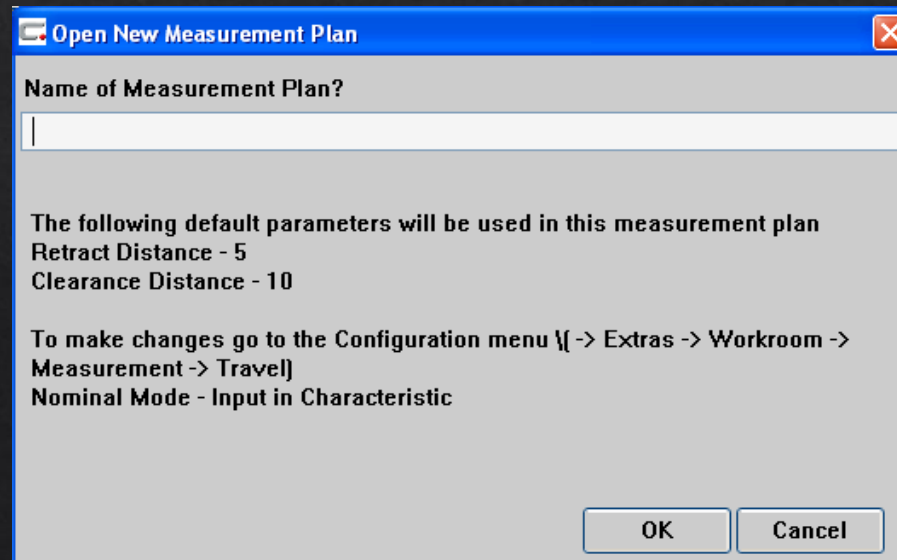 Open New Measurement Plan
Name of Measurement Plan?
The following default parameters will be used in this measurement plan
Retract Distance - 5
Clearance Distance - 10
To make changes go to the Configuration menu \( -> Extras -> Workroom ->
Measurement -> Travel)
Nominal Mode - Input in Characteristic
OK
Cancel